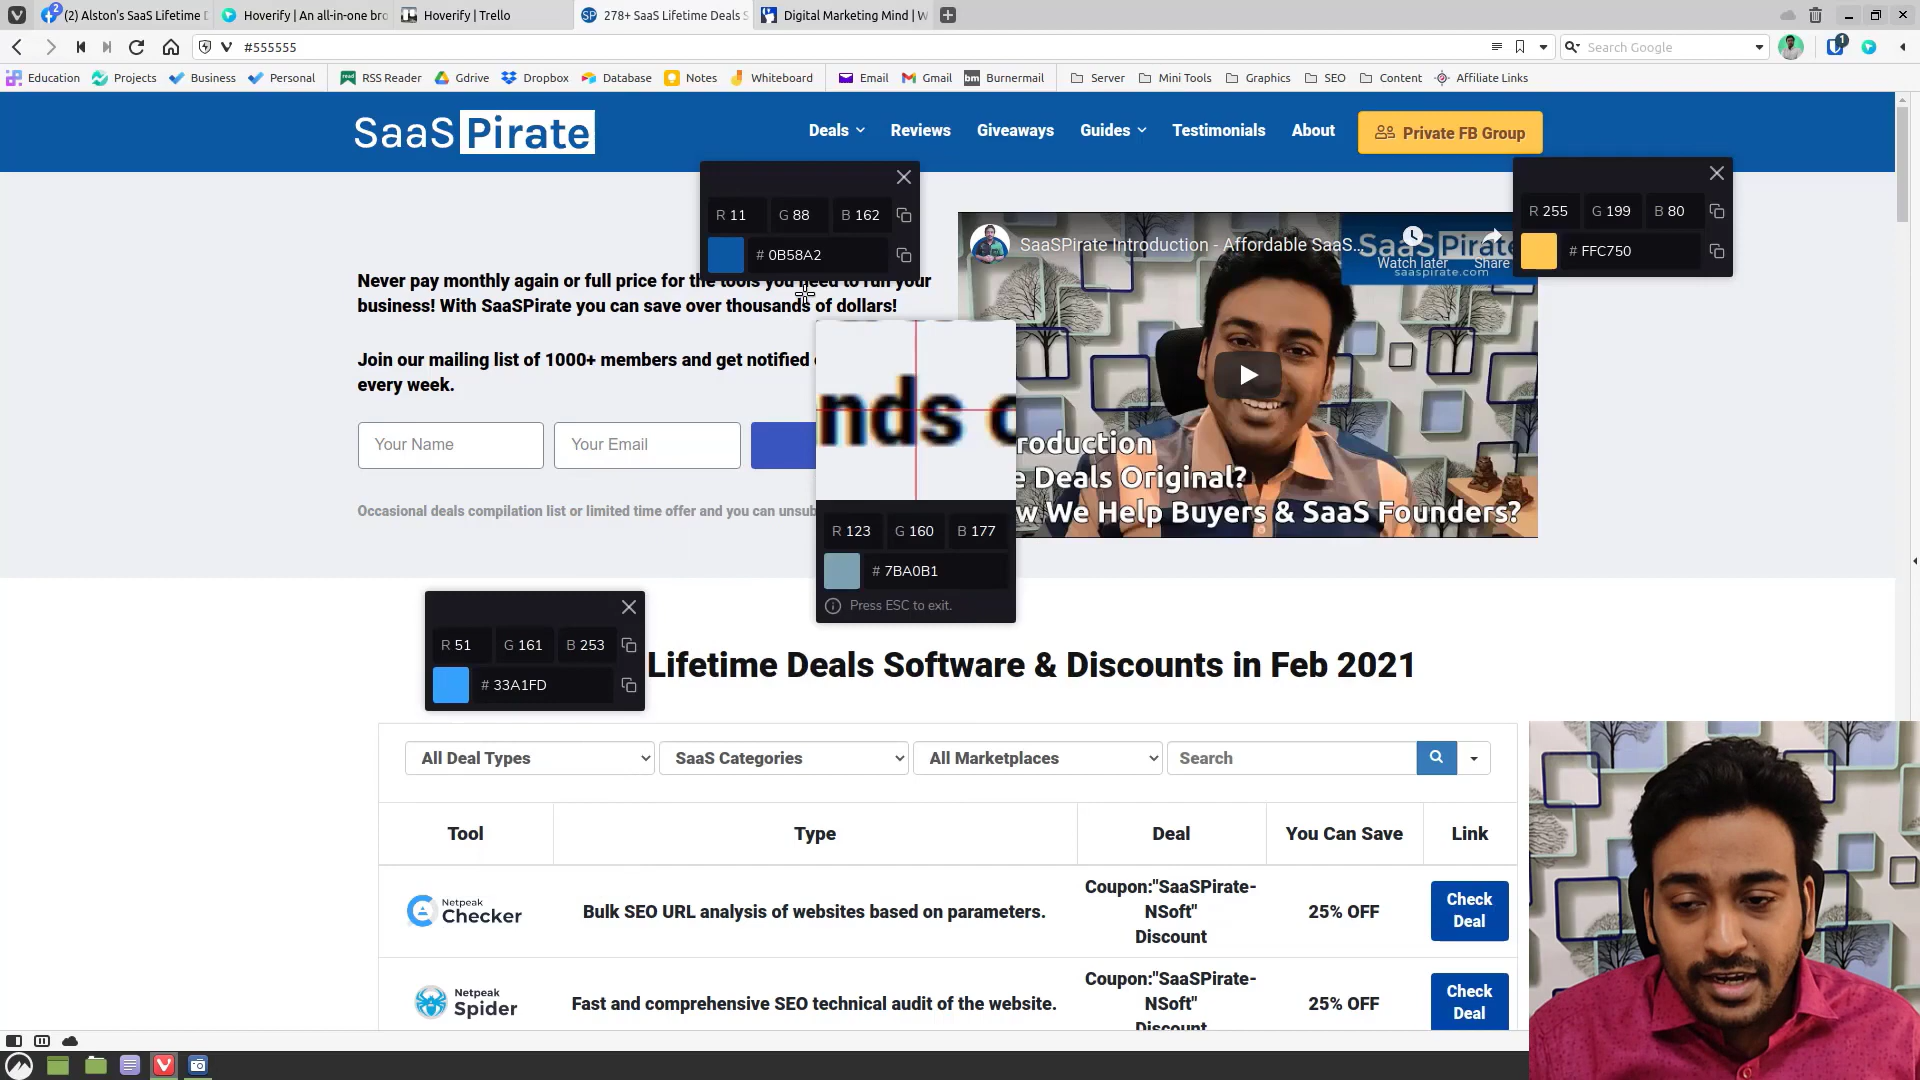 (2) Alston's SaaS Lifetime D
Hoverify | An all-in-one bro
Hoverify | Trello
SP 278+ SaaS Lifetime Deals S
Digital Marketing Mind | W
#555555
Search Google
1
Education
Projects
Business
Personal
RSS Reader
Gdrive
Dropbox
Database
Notes
Whiteboard
Email
Gmail
bm Burnermail
Server
Mini Tools
Graphics
SEO
Content
Affiliate Links
SaaS Pirate
Deals
Reviews
Giveaways
Guides
Testimonials
About
Private FB Group
R 11 G 88 B 162
# 0B58A2
R 255 G 199 B 80
# FFC750
Never pay monthly again or full price for the tools you need to run your
business! With SaaSPirate you can save over thousands of dollars!
Join our mailing list of 1000+ members and get notified
every week.
Your Name
Your Email
Occasional deals compilation list or limited time offer and you can unsub
SaaSPirate Introduction - Affordable SaaS...
Watch later
Share
SaaSPirate
saaspirate.com
roduction
e Deals Original?
w We Help Buyers & SaaS Founders?
nds
R 123 G 160 B 177
# 7BA0B1
Press ESC to exit.
R 51 G 161 B 253
# 33A1FD
Lifetime Deals Software & Discounts in Feb 2021
All Deal Types
SaaS Categories
All Marketplaces
Search
Tool Type Deal You Can Save Link
Netpeak
Checker
Bulk SEO URL analysis of websites based on parameters.
Coupon:"SaaSPirate-
NSoft"
Discount
25% OFF
Check
Deal
Netpeak
Spider
Fast and comprehensive SEO technical audit of the website.
Coupon:"SaaSPirate-
NSoft"
Discount
25% OFF
Check
Deal